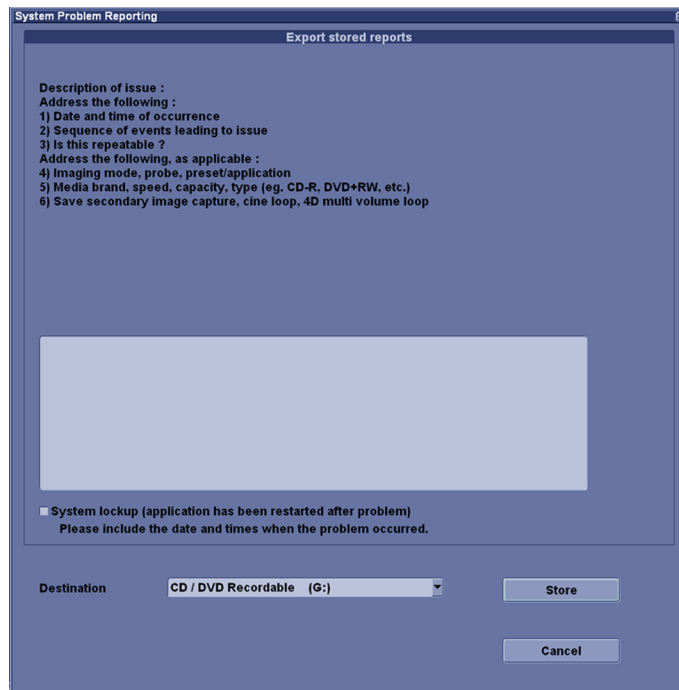 System Problem Reporting
Export stored reports
Description of issue :
Address the following :
1) Date and time of occurrence
2) Sequence of events leading to issue
3) Is this repeatable ?
Address the following, as applicable :
4) Imaging mode, probe, preset/application
5) Media brand, speed, capacity, type (eg. CD-R, DVD+RW, etc.)
6) Save secondary image capture, cine loop, 4D multi volume loop
System lockup (application has been restarted after problem)
Please include the date and times when the problem occurred.
Destination CD / DVD Recordable (G:) Store
Cancel